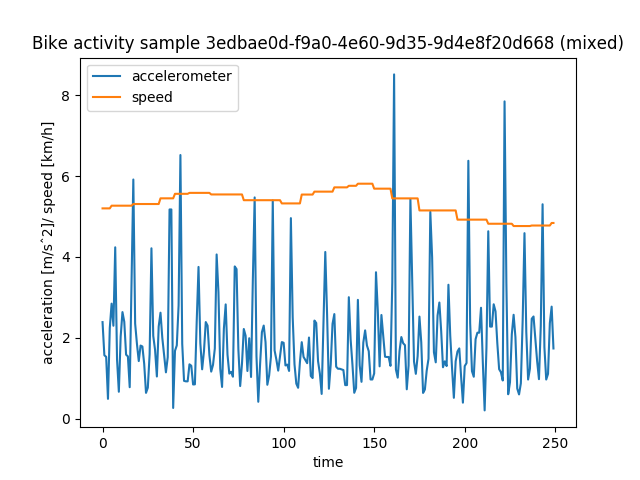 Bike activity sample 3edbae0d-f9a0-4e60-9d35-9d4e8f20d668 (mixed)
accelerometer
speed
acceleration [m/sˆ2]/ speed [km/h]
8
6
4
2
0
0 50 100 150 200 250
time